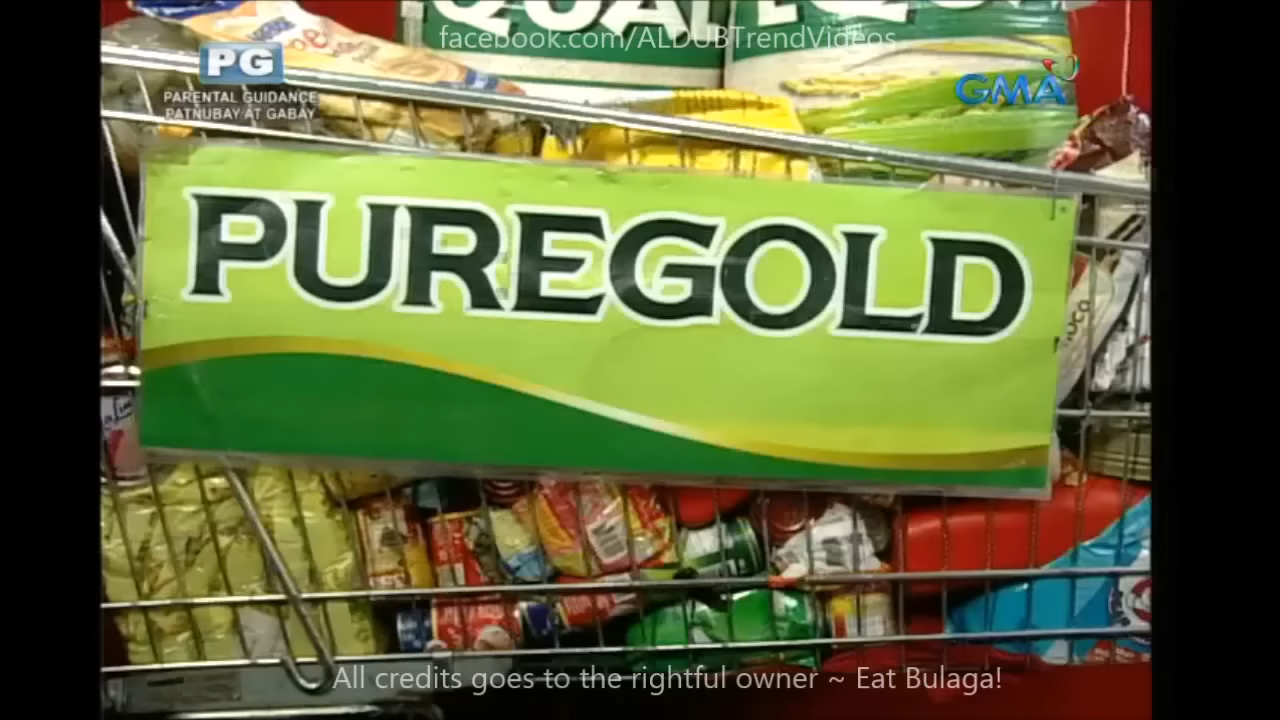 facebook.com/ALDUBTrendVideos
PG
PARENTAL GUIDANCE
PATNUBAY AT GABAY
GMA
PUREGOLD
All credits goes to the rightful owner ~ Eat Bulaga!